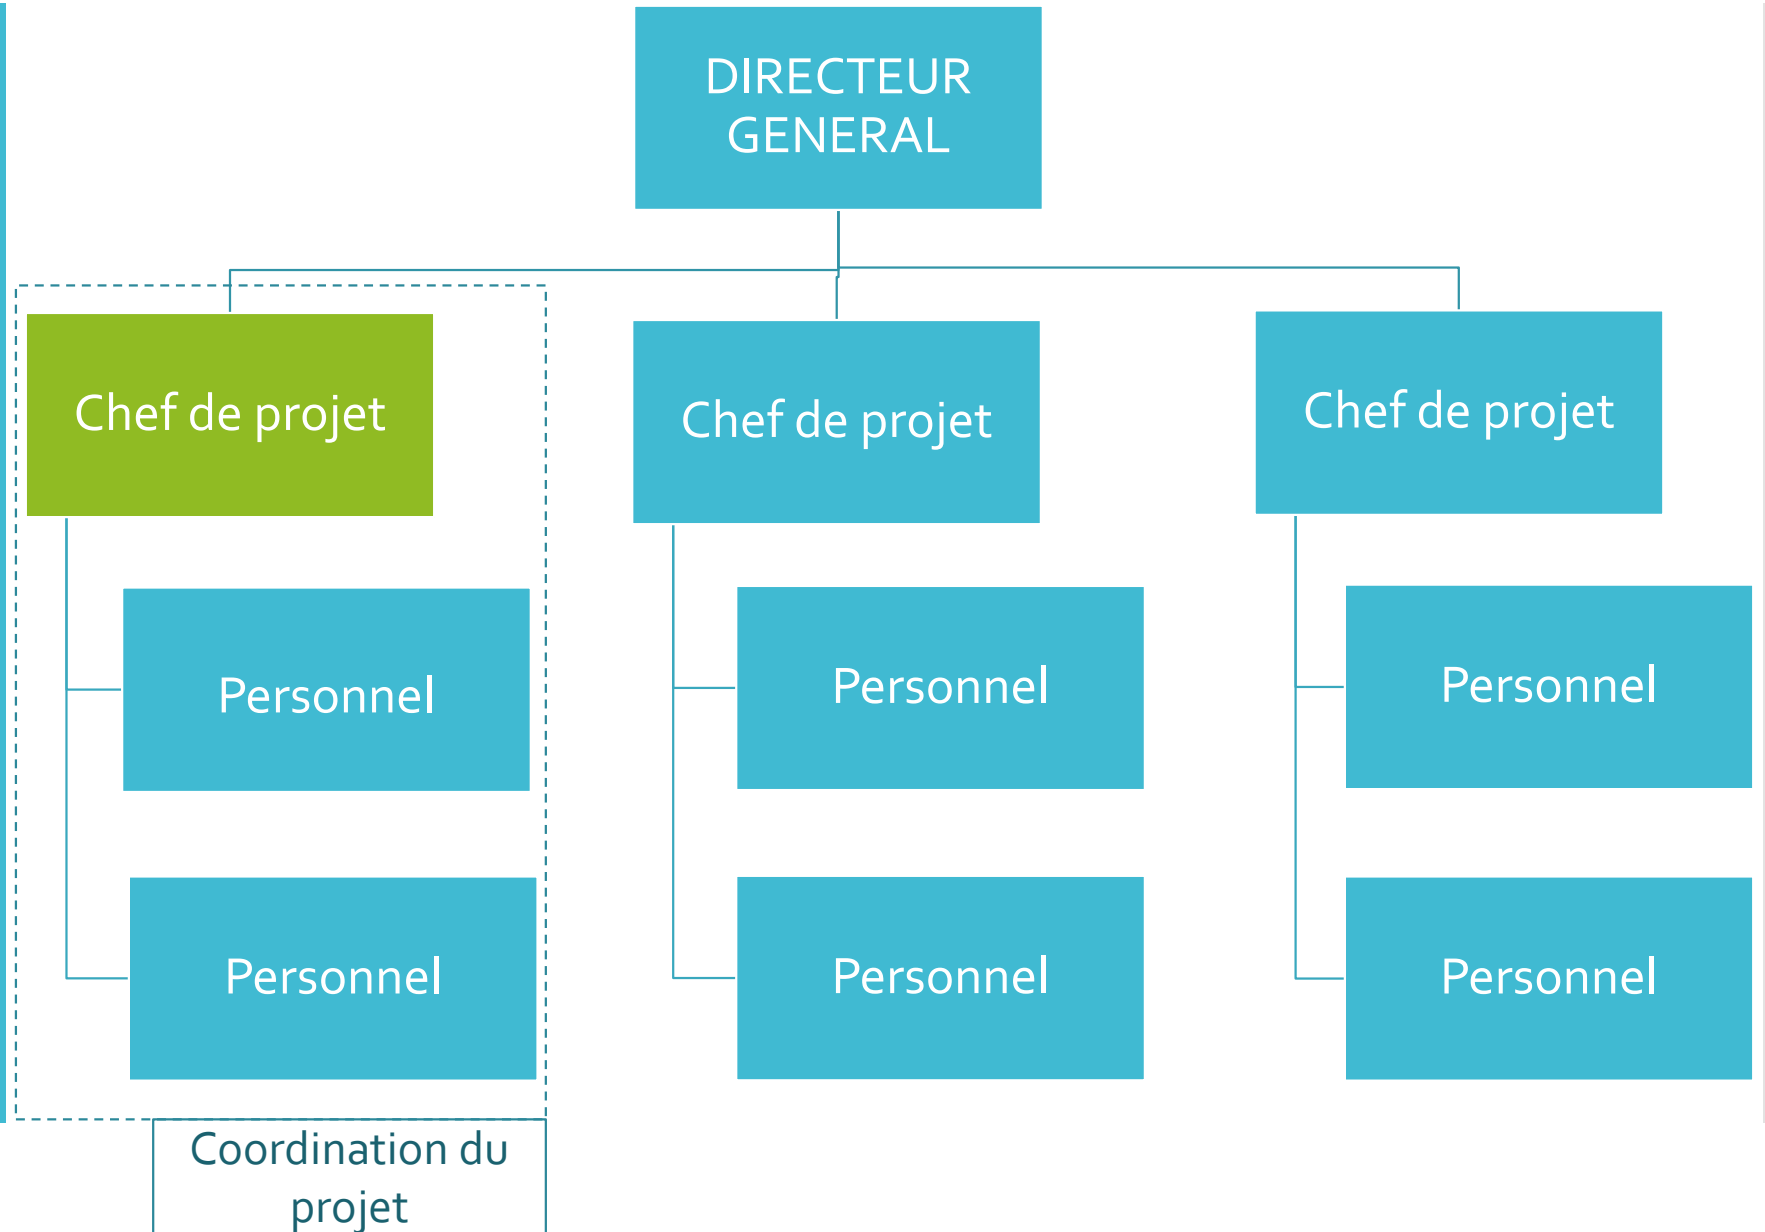 DIRECTEUR
GENERAL
Chef de projet
Chef de projet
Chef de projet
Personnel
Personnel
Personnel
Personnel
Personnel
Personnel
Coordination du
projet